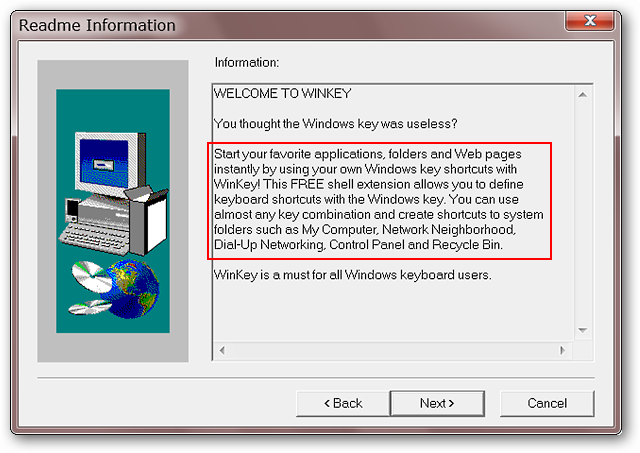 Readme Information
Information:
WELCOME TO WINKEY
You thought the Windows key was useless?
Start your favorite applications, folders and Web pages
instantly by using your own Windows key shortcuts with
WinKey! This FREE shell extension allows you to define
keyboard shortcuts with the Windows key. You can use
almost any key combination and create shortcuts to system
folders such as My Computer, Network Neighborhood,
Dial-Up Networking, Control Panel and Recycle Bin.
WinKey is a must for all Windows keyboard users.
< Back
Next >
Cancel